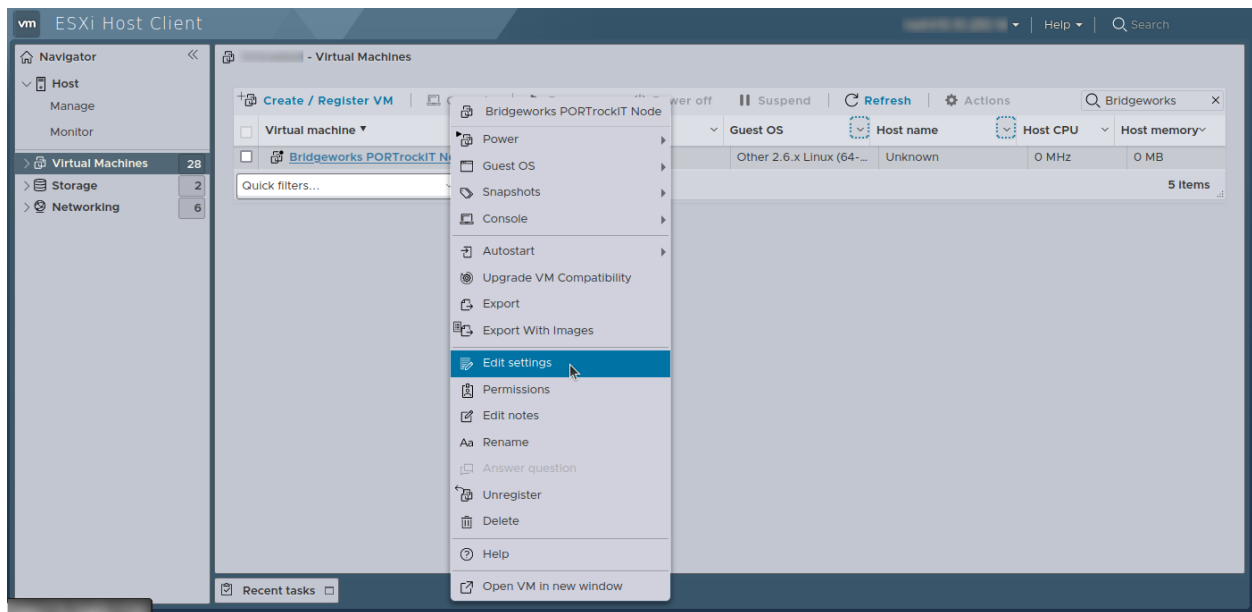 vm ESXi Host Client
Help
Search
Navigator
Host
Manage
Monitor
Virtual Machines 28
Storage 2
Networking 6
- Virtual Machines
Create / Register VM
Suspend
Refresh
Actions
Bridgeworks
Virtual machine
Guest OS
Host name
Host CPU
Host memory
Bridgeworks PORTrockIT
Other 2.6.x Linux (64-...
Unknown
0 MHz
0 MB
Quick filters...
5 items
Bridgeworks PORTrockIT Node
Power
Guest OS
Snapshots
Console
Autostart
Upgrade VM Compatibility
Export
Export With Images
Edit settings
Permissions
Edit notes
Aa Rename
Answer question
Unregister
Delete
Help
Open VM in new window
Recent tasks